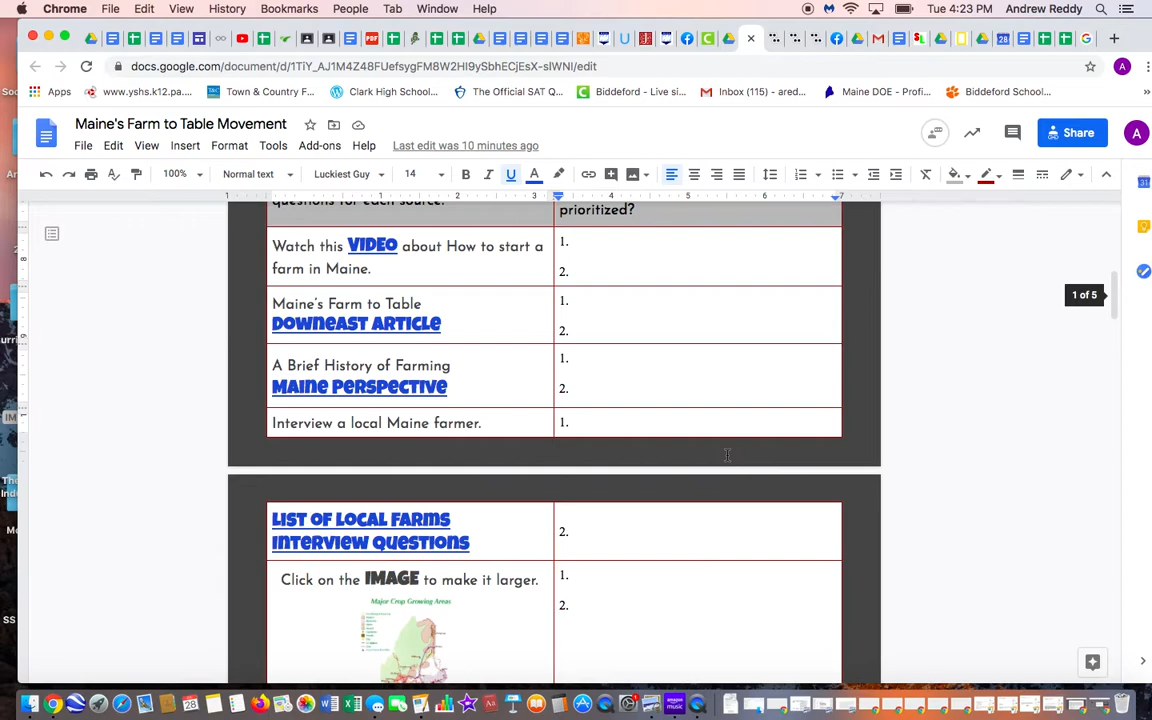 Chrome File Edit View History Bookmarks People Tab Window Help Tue 4:23 PM Andrew Reddy
docs.google.com/document/d/1TiY_AJ1M4Z48FUefsygFM8W2HI9ySbhECjEsX-sIWNI/edit
Apps www.yshs.k12.pa.... Town & Country F... Clark High School... The Official SAT Q... Biddeford - Live si... Inbox (115) - ared... Maine DOE - Profi... Biddeford School...
Maine's Farm to Table Movement
File Edit View Insert Format Tools Add-ons Help Last edit was 10 minutes ago
Share
100% Normal text Luckiest Guy 14
questions for each source.
prioritized?
Watch this VIDEO about How to start a
farm in Maine.
1.
2.
Maine's Farm to Table
DOWNEAST ARTICLE
1.
2.
1 of 5
A Brief History of Farming
MAINE PERSPECTIVE
1.
2.
Interview a local Maine farmer.
1.
LIST OF LOCAL FARMS
INTERVIEW QUESTIONS
2.
Click on the IMAGE to make it larger.
Major Crop Growing Areas
1.
2.